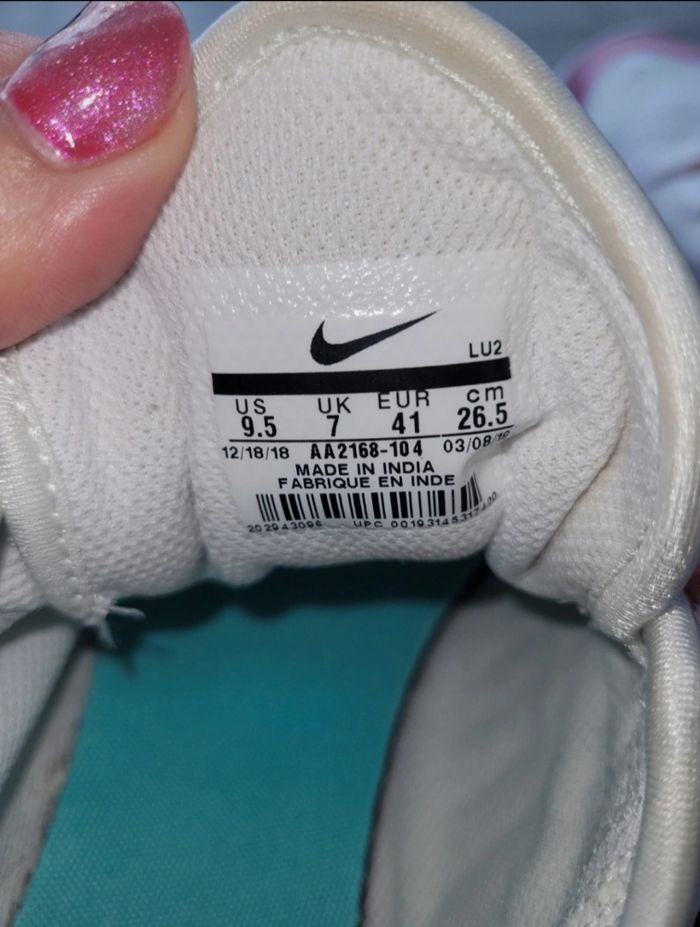 LU2
US UK EUR cm
9.5 7 41 26.5
12/18/18 AA2168-104
MADE IN INDIA
FABRIQUE EN INDE
202943096 UPC